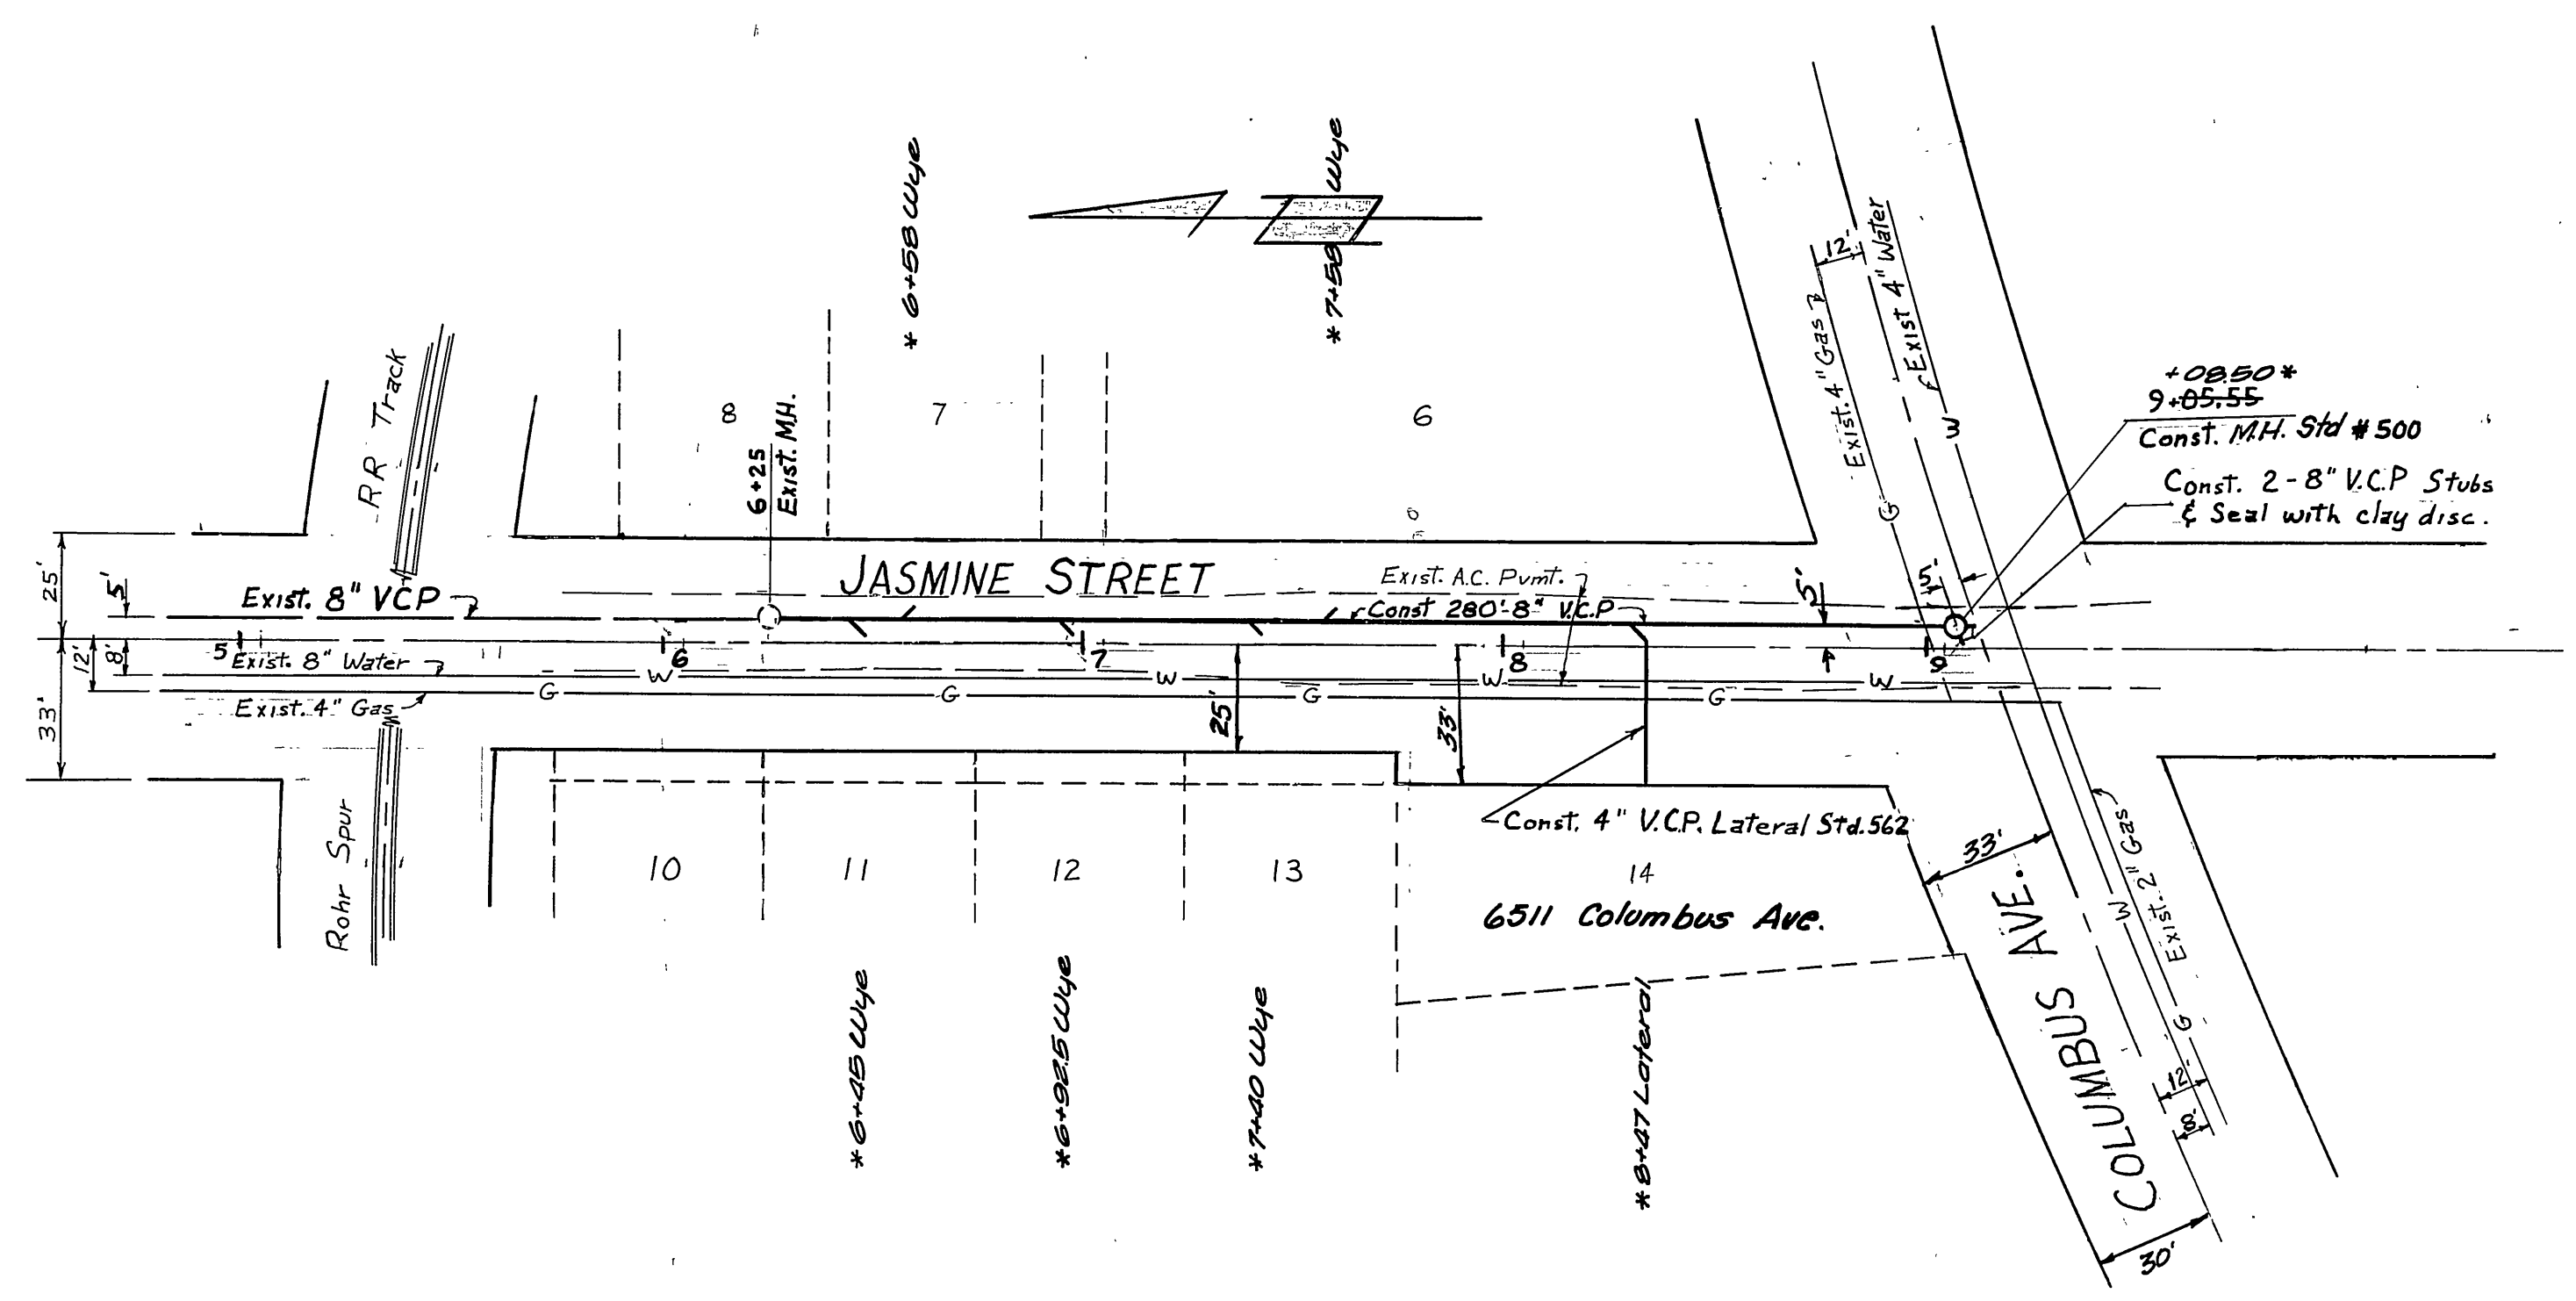 * 6+58 Wye
* 7+58 Wye
12'
Exist. 4" Gas
Exist 4" Water
W
G
RR Track
8
7
6
6+25
Exist. M.H.
+08.50 *
9+05.55
Const. M.H. Std #500
Const. 2-8" V.C.P Stubs
& Seal with clay disc.
25'
5'
Exist. 8" VCP
JASMINE STREET
Exist. A.C. Pvmt.
Const 280'-8" V.C.P
5'
5'
5
6
7
8
9
12'
8'
Exist. 8" Water
W
W
W
W
G
G
G
G
Exist. 4" Gas
33'
25'
33'
Const. 4" V.C.P. Lateral Std. 562
Rohr Spur
10
11
12
13
14
6511 Columbus Ave.
33'
COLUMBUS AVE.
Exist. 2" Gas
W
G
12'
8'
30'
* 6+45 Wye
* 6+92.5 Wye
* 7+40 Wye
* 8+47 Lateral